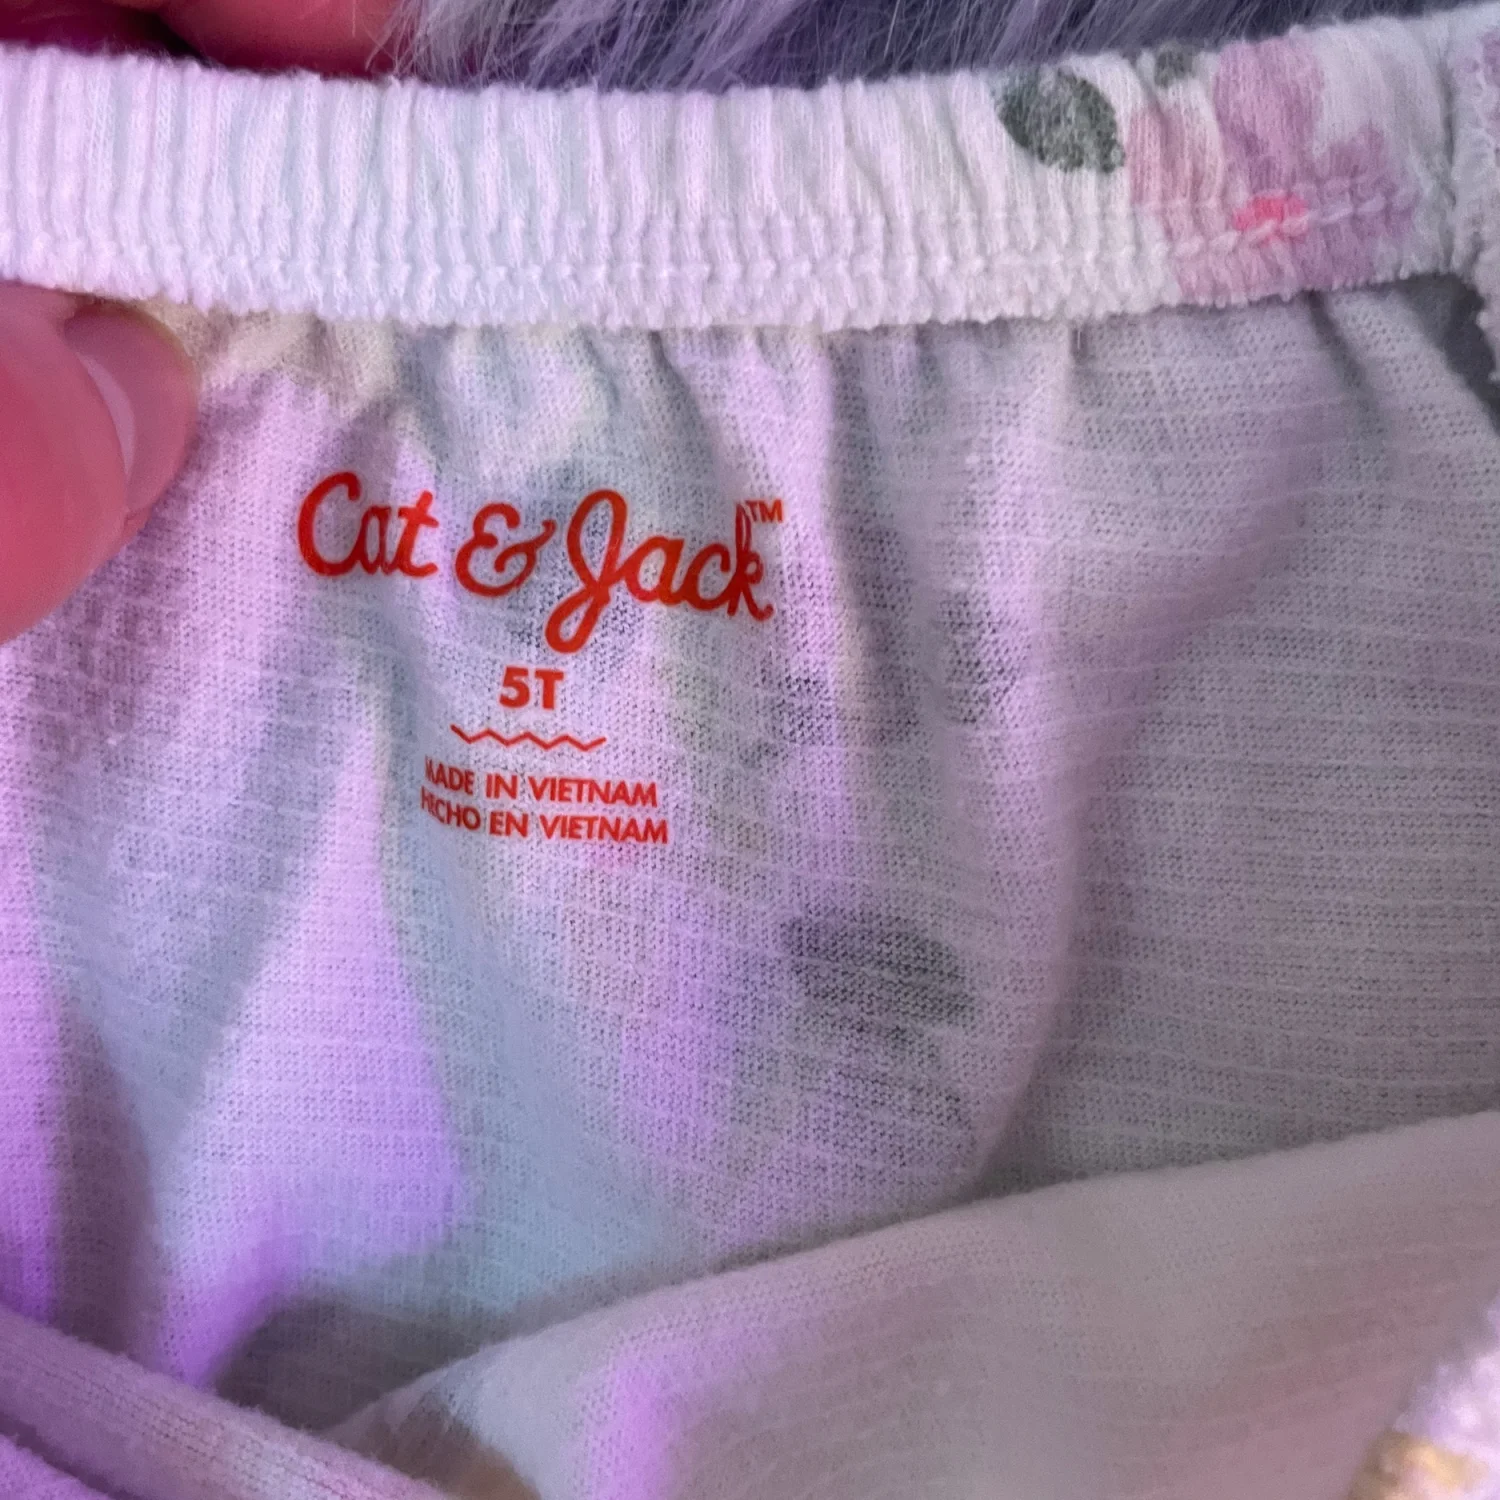 Cat & Jack™
5T
MADE IN VIETNAM
HECHO EN VIETNAM